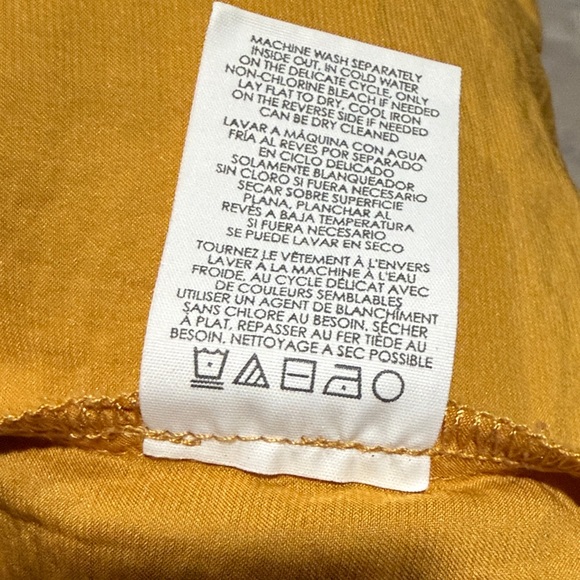 MACHINE WASH SEPARATELY
INSIDE OUT, IN COLD WATER
ON THE DELICATE CYCLE, ONLY
NON-CHLORINE BLEACH IF NEEDED
LAY FLAT TO DRY, COOL IRON
ON THE REVERSE SIDE IF NEEDED
CAN BE DRY CLEANED
LAVAR A MÁQUINA CON AGUA
FRÍA AL REVÉS POR SEPARADO
EN CICLO DELICADO
SOLAMENTE BLANQUEADOR
SIN CLORO SI FUERA NECESARIO
SECAR SOBRE SUPERFICIE
PLANA, PLANCHAR AL
REVÉS A BAJA TEMPERATURA
SI FUERA NECESARIO
SE PUEDE LAVAR EN SECO
TOURNEZ LE VÊTEMENT À L'ENVERS
LAVER À LA MACHINE À L'EAU
FROIDE, AU CYCLE DÉLICAT AVEC
DE COULEURS SEMBLABLES
UTILISER UN AGENT DE BLANCHIMENT
SANS CHLORE AU BESOIN, SÉCHER
À PLAT, REPASSER AU FER TIÈDE AU
BESOIN, NETTOYAGE A SEC POSSIBLE